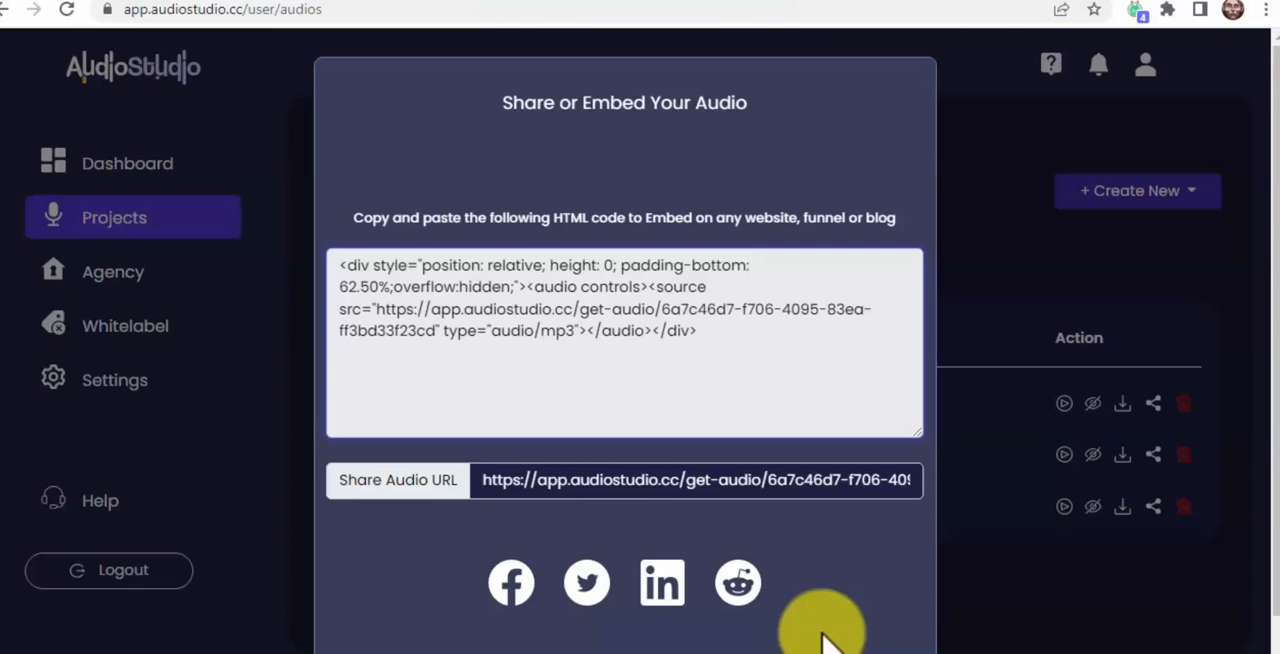 app.audiostudio.cc/user/audios
4
AudioStudio
Share or Embed Your Audio
Dashboard
+ Create New
Projects
Copy and paste the following HTML code to Embed on any website, funnel or blog
<div style="position: relative; height: 0; padding-bottom:
62.50%;overflow:hidden;"><audio controls><source
src="https://app.audiostudio.cc/get-audio/6a7c46d7-f706-4095-83ea-
ff3bd33f23cd" type="audio/mp3"></audio></div>
Agency
Whitelabel
Action
Settings
Share Audio URL
https://app.audiostudio.cc/get-audio/6a7c46d7-f706-409
Help
Logout